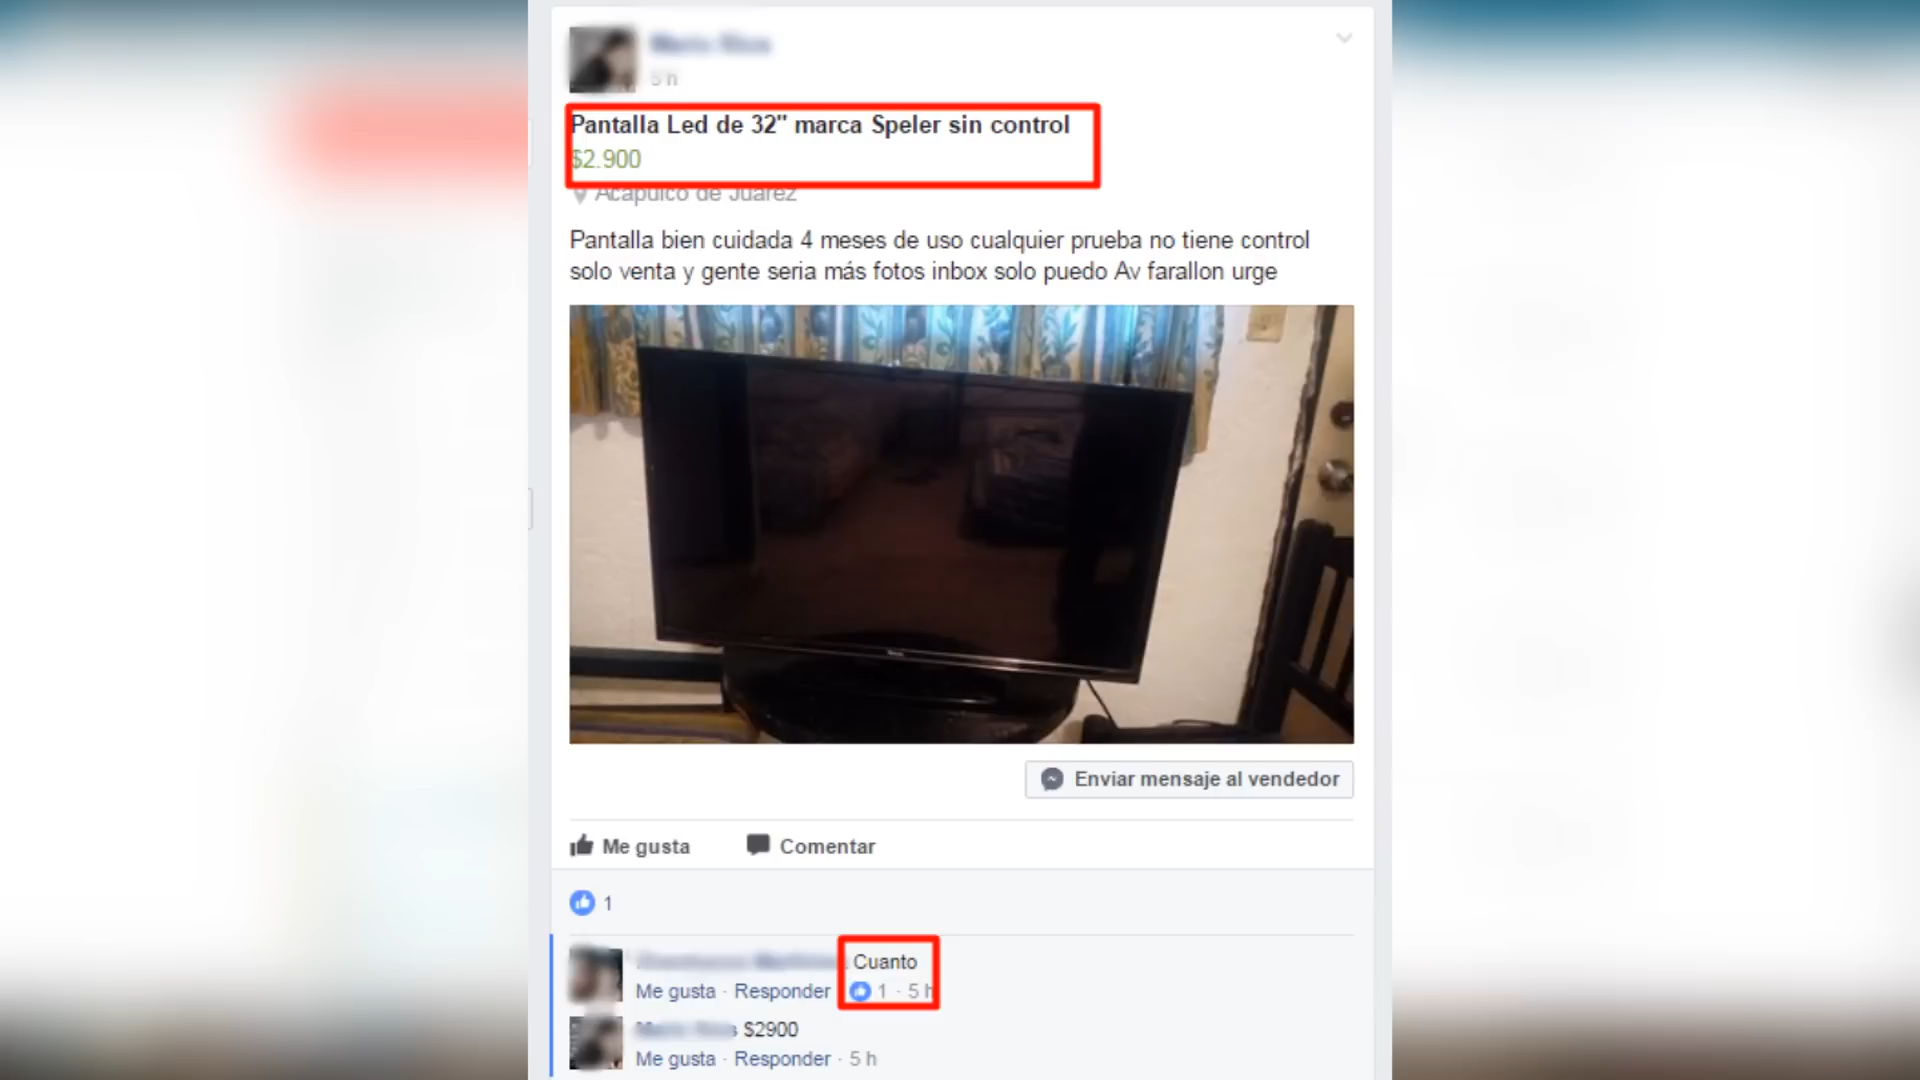 5 h
Pantalla Led de 32" marca Speler sin control
$2.900
Acapulco de Juárez
Pantalla bien cuidada 4 meses de uso cualquier prueba no tiene control
solo venta y gente seria más fotos inbox solo puedo Av farallon urge
Enviar mensaje al vendedor
Me gusta Comentar
1
Cuanto
Me gusta · Responder 1 · 5 h
$2900
Me gusta · Responder · 5 h